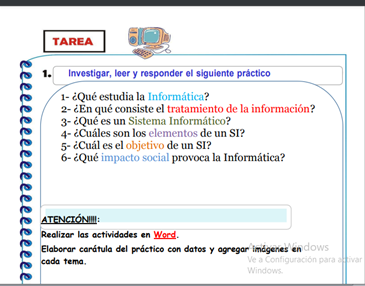 TAREA
1. Investigar, leer y responder el siguiente práctico
1- ¿Qué estudia la Informática?
2- ¿En qué consiste el tratamiento de la información?
3- ¿Qué es un Sistema Informático?
4- ¿Cuáles son los elementos de un SI?
5- ¿Cuál es el objetivo de un SI?
6- ¿Qué impacto social provoca la Informática?
ATENCIÓN!!!!:
Realizar las actividades en Word.
Elaborar carátula del práctico con datos y agregar imágenes en
cada tema.
Activar Windows
Ve a Configuración para activar
Windows.